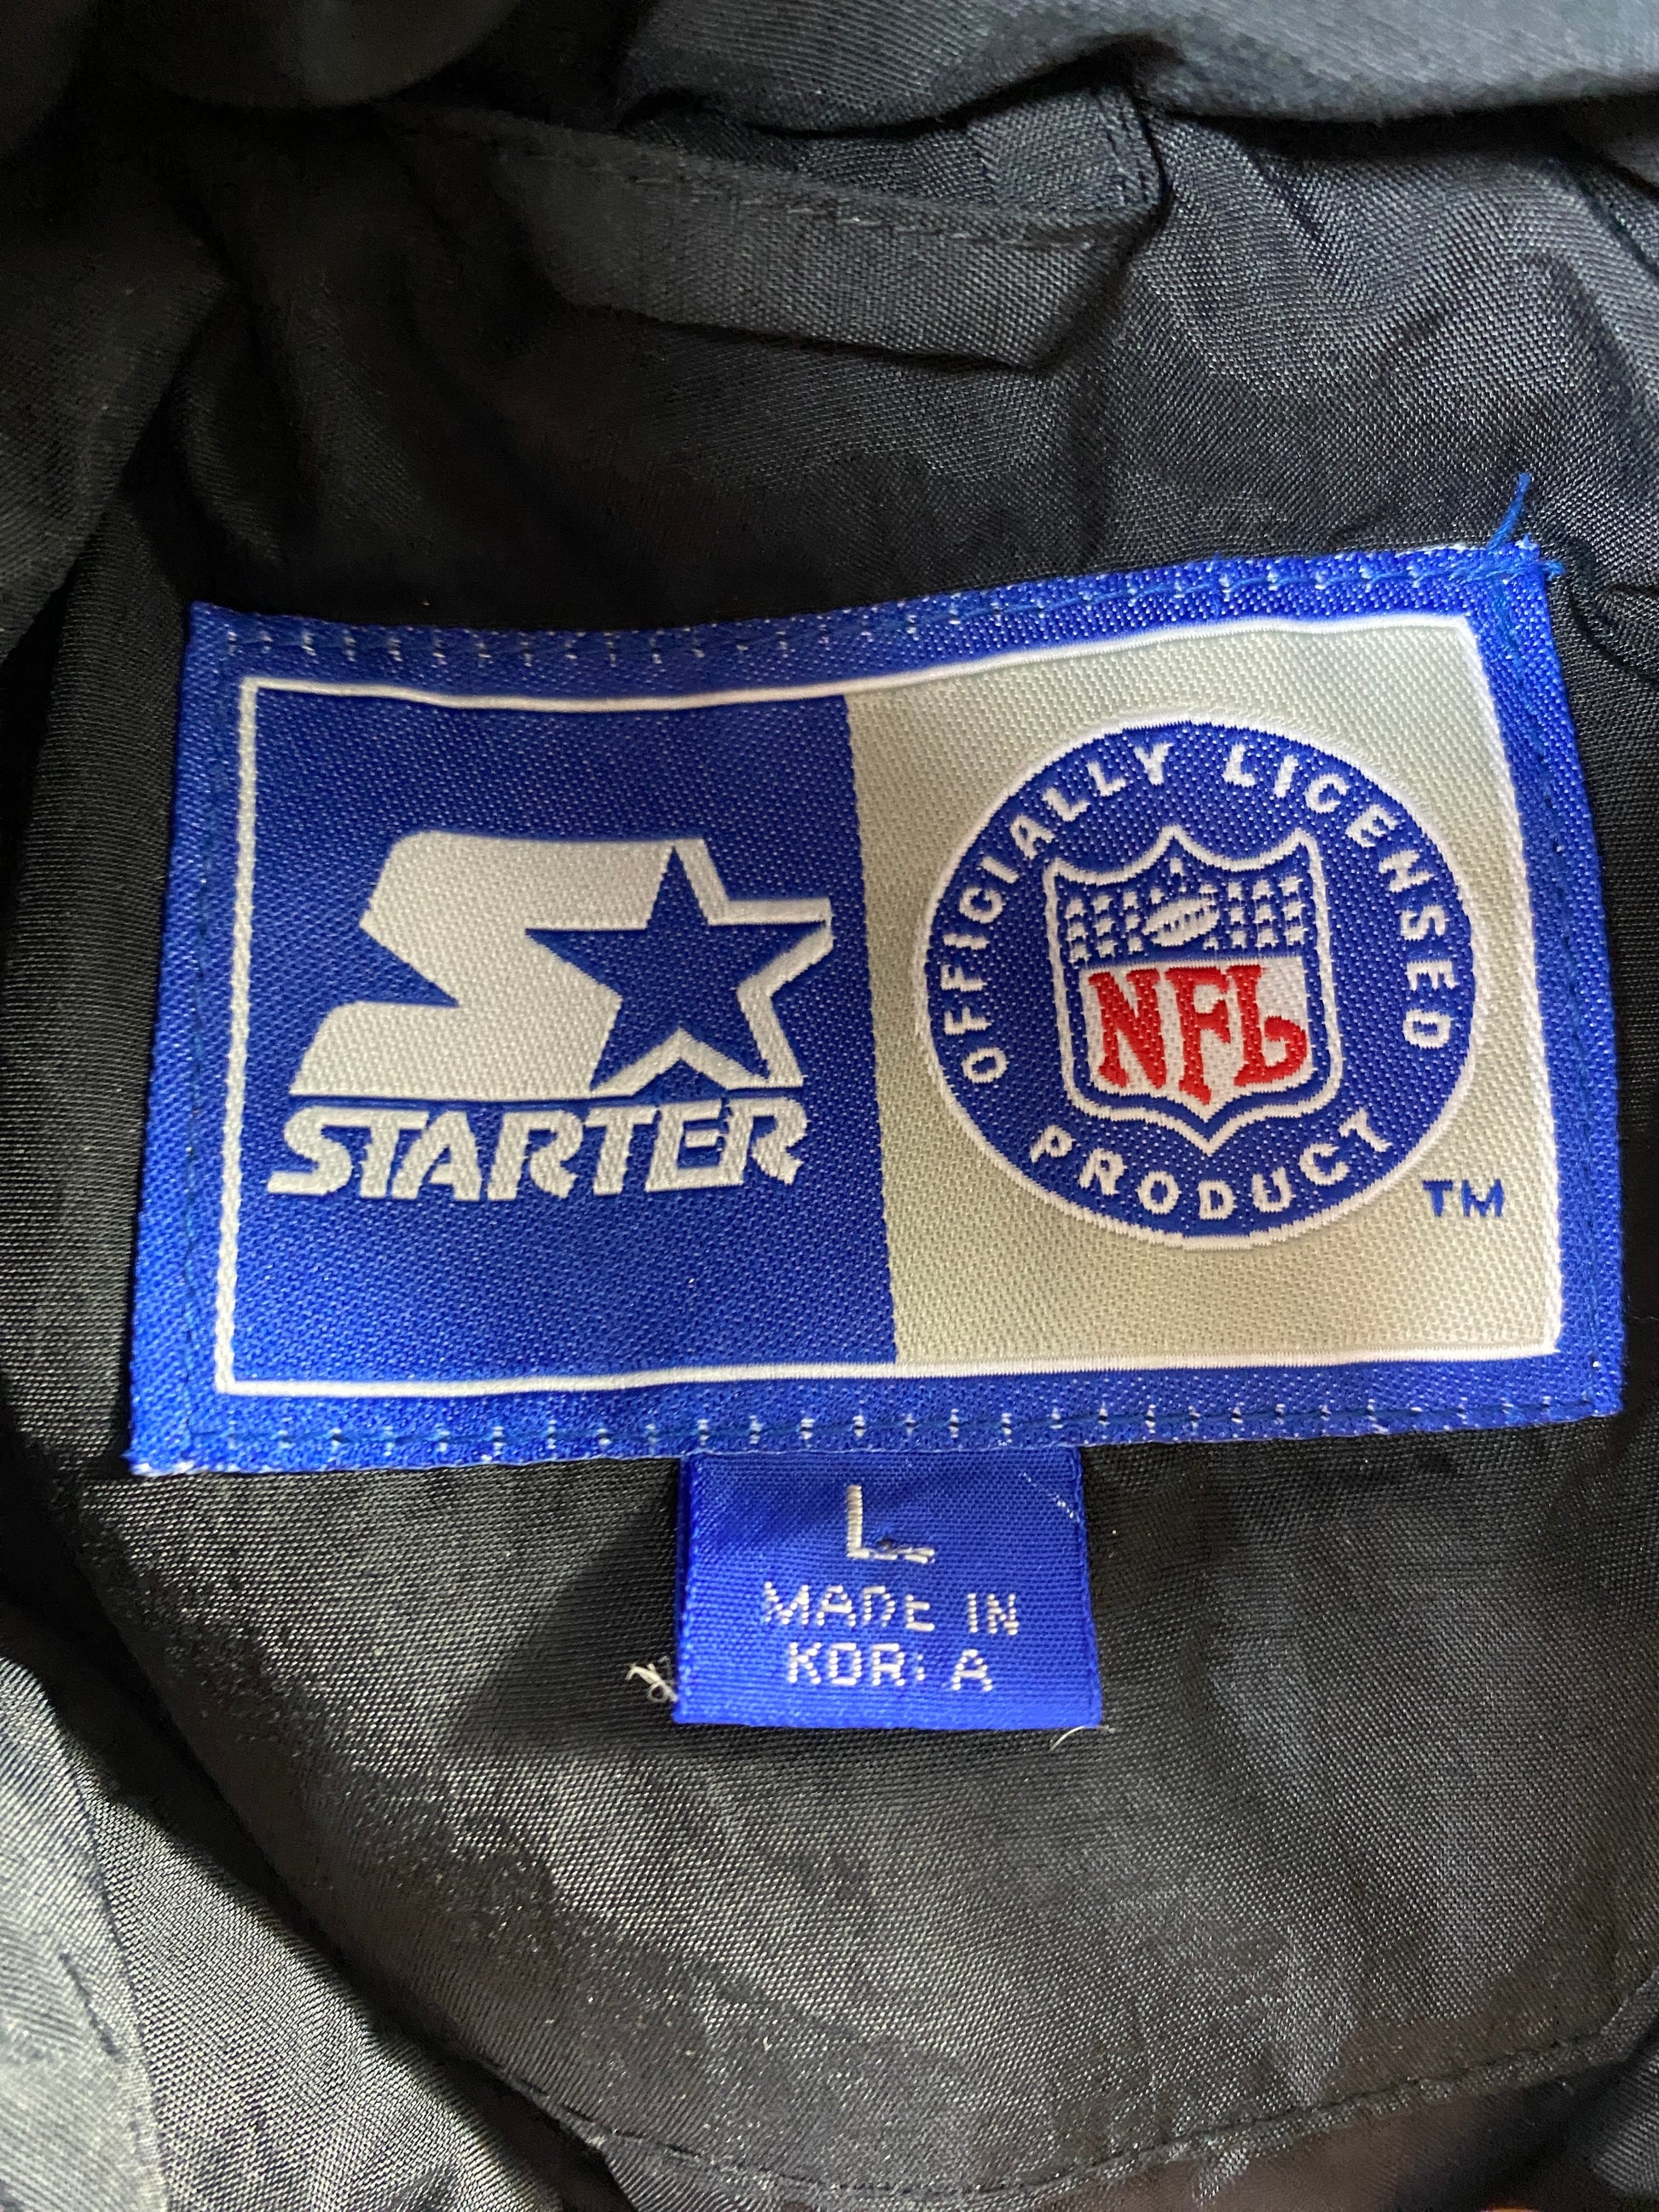 STARTER
OFFICIALLY LICENSED
NFL
PRODUCT
TM
L
MADE IN
KOREA